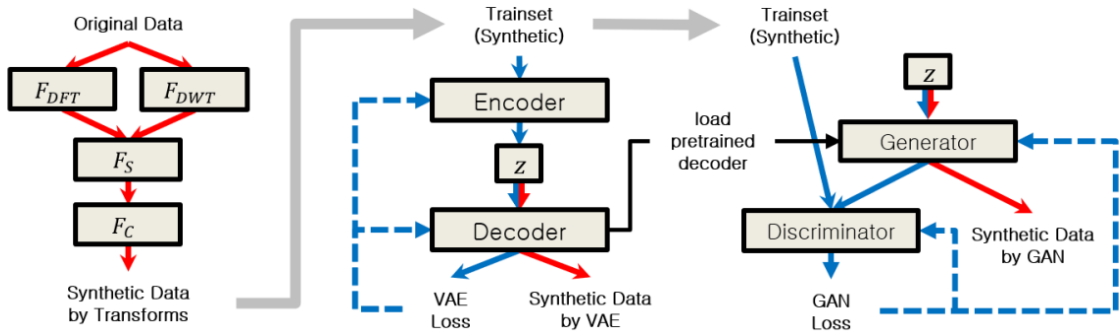 Original Data
F_DFT
F_DWT
F_S
F_C
Synthetic Data
by Transforms
Trainset
(Synthetic)
Encoder
z
Decoder
VAE
Loss
Synthetic Data
by VAE
load
pretrained
decoder
Trainset
(Synthetic)
z
Generator
Discriminator
Synthetic Data
by GAN
GAN
Loss